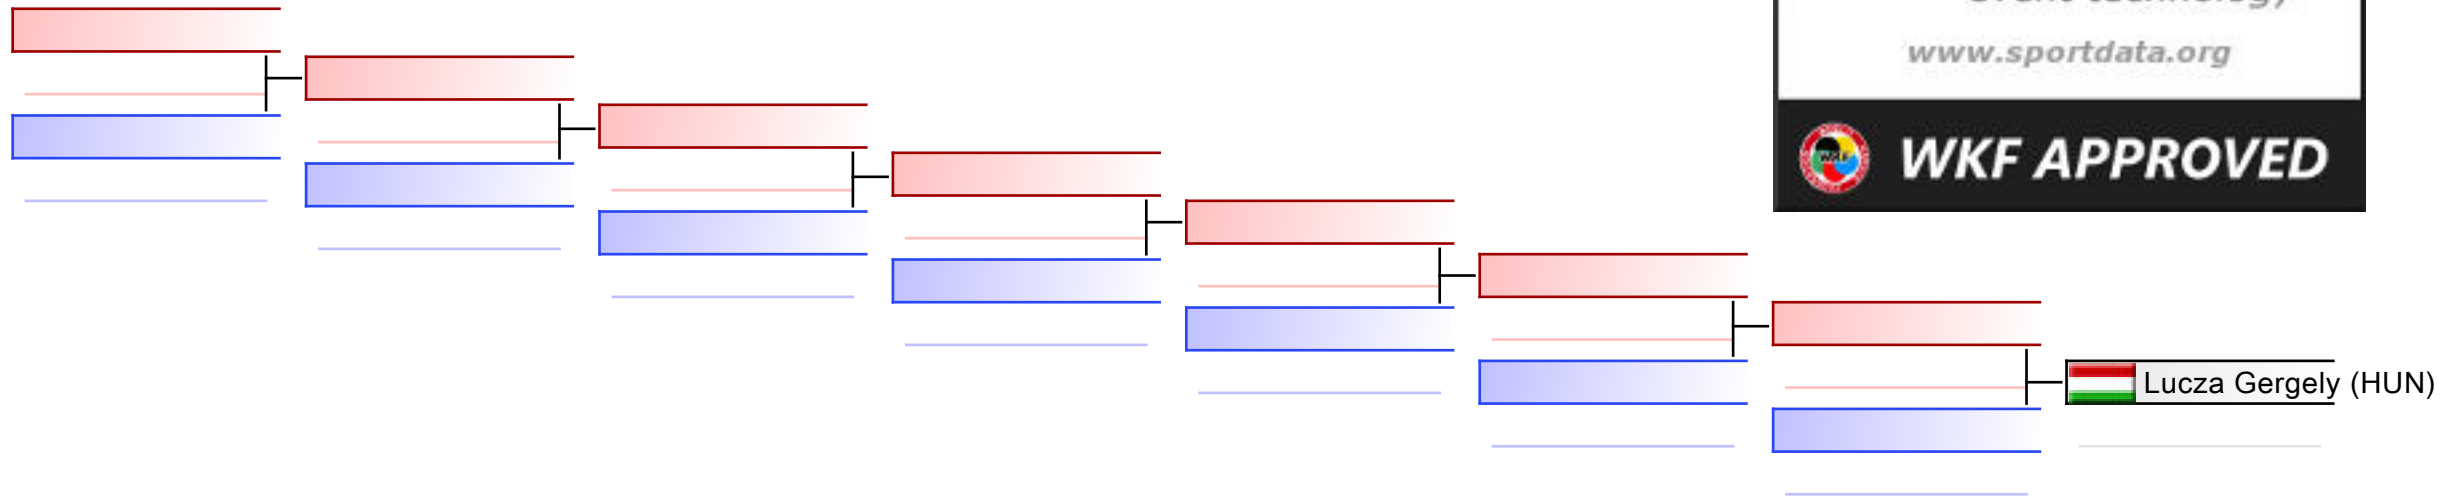 www.sportdata.org
WKF APPROVED
Lucza Gergely (HUN)